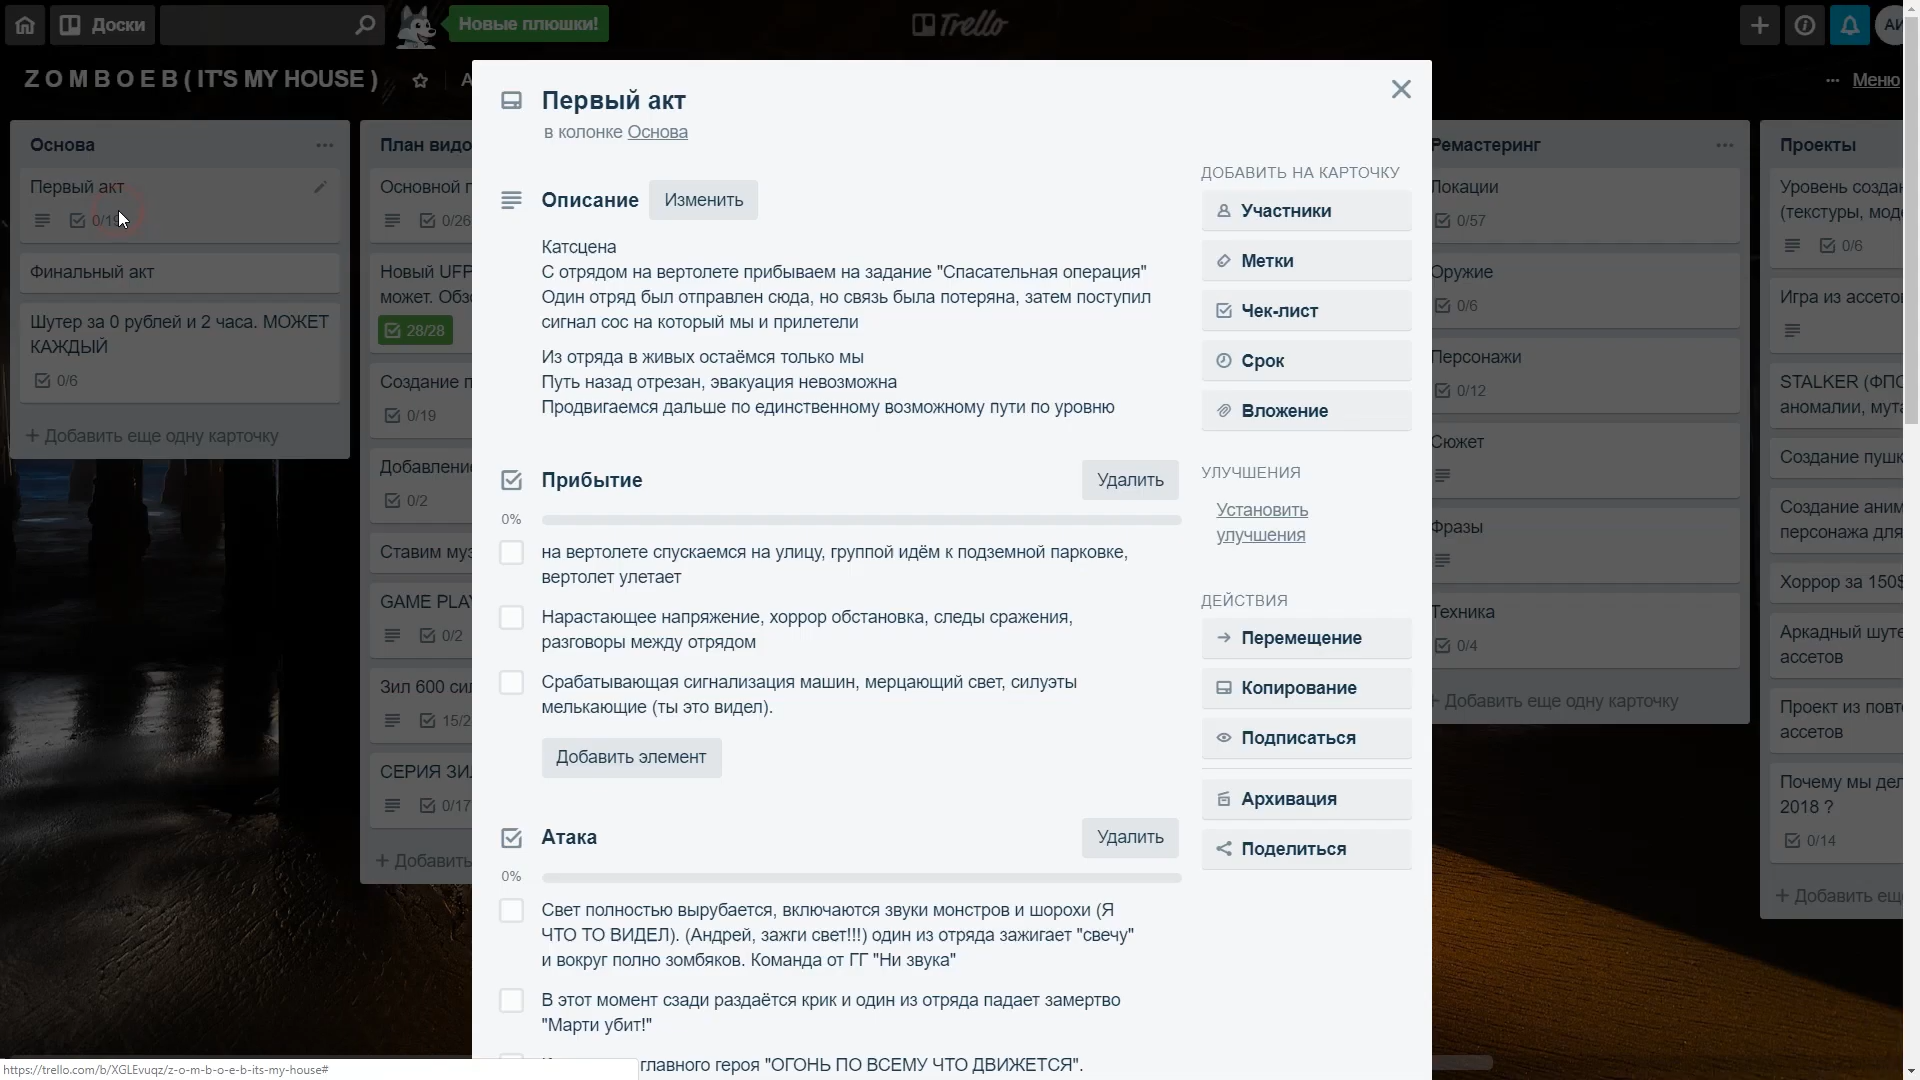 Доски
Новые плюшки!
Trello
Z O M B O E B ( IT'S MY HOUSE )
Меню
Основа
Первый акт
Финальный акт
Шутер за 0 рублей и 2 часа. МОЖЕТ
КАЖДЫЙ
0/6
+ Добавить еще одну карточку
План видо
Основной п
0/26
Новый UFP
может. Обз
28/28
Создание п
0/19
Добавлени
0/2
Ставим муз
GAME PLAY
0/2
Зил 600 сил
15/2
СЕРИЯ ЗИЛ
0/17
+ Добавить
Первый акт
в колонке Основа
Описание
Изменить
Катсцена
С отрядом на вертолете прибываем на задание "Спасательная операция"
Один отряд был отправлен сюда, но связь была потеряна, затем поступил
сигнал сос на который мы и прилетели
Из отряда в живых остаёмся только мы
Путь назад отрезан, эвакуация невозможна
Продвигаемся дальше по единственному возможному пути по уровню
Прибытие
Удалить
0%
на вертолете спускаемся на улицу, группой идём к подземной парковке,
вертолет улетает
Нарастающее напряжение, хоррор обстановка, следы сражения,
разговоры между отрядом
Срабатывающая сигнализация машин, мерцающий свет, силуэты
мелькающие (ты это видел).
Добавить элемент
Атака
Удалить
0%
Свет полностью вырубается, включаются звуки монстров и шорохи (Я
ЧТО ТО ВИДЕЛ). (Андрей, зажги свет!!!) один из отряда зажигает "свечу"
и вокруг полно зомбяков. Команда от ГГ "Ни звука"
В этот момент сзади раздаётся крик и один из отряда падает замертво
"Марти убит!"
главного героя "ОГОНЬ ПО ВСЕМУ ЧТО ДВИЖЕТСЯ".
ДОБАВИТЬ НА КАРТОЧКУ
Участники
Метки
Чек-лист
Срок
Вложение
УЛУЧШЕНИЯ
Установить
улучшения
ДЕЙСТВИЯ
Перемещение
Копирование
Подписаться
Архивация
Поделиться
Ремастеринг
Локации
0/57
Оружие
0/6
Персонажи
0/12
Сюжет
Фразы
Техника
0/4
Добавить еще одну карточку
Проекты
Уровень созда
(текстуры, мод
0/6
Игра из ассето
STALKER (ФПС
аномалии, мута
Создание пушк
Создание аним
персонажа для
Хоррор за 150$
Аркадный шуте
ассетов
Проект из повт
ассетов
Почему мы дел
2018 ?
0/14
+ Добавить ещ
https://trello.com/b/XGLEvuqz/z-o-m-b-o-e-b-its-my-house#